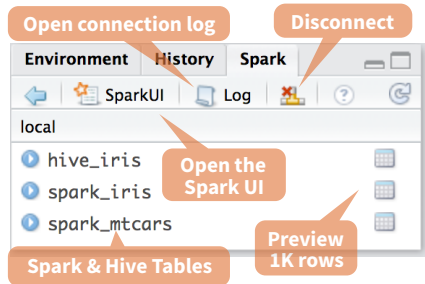 Open connection log
Disconnect
Environment History Spark
SparkUI Log ?
local
hive_iris
Open the
Spark UI
spark_iris
spark_mtcars
Preview
1K rows
Spark & Hive Tables